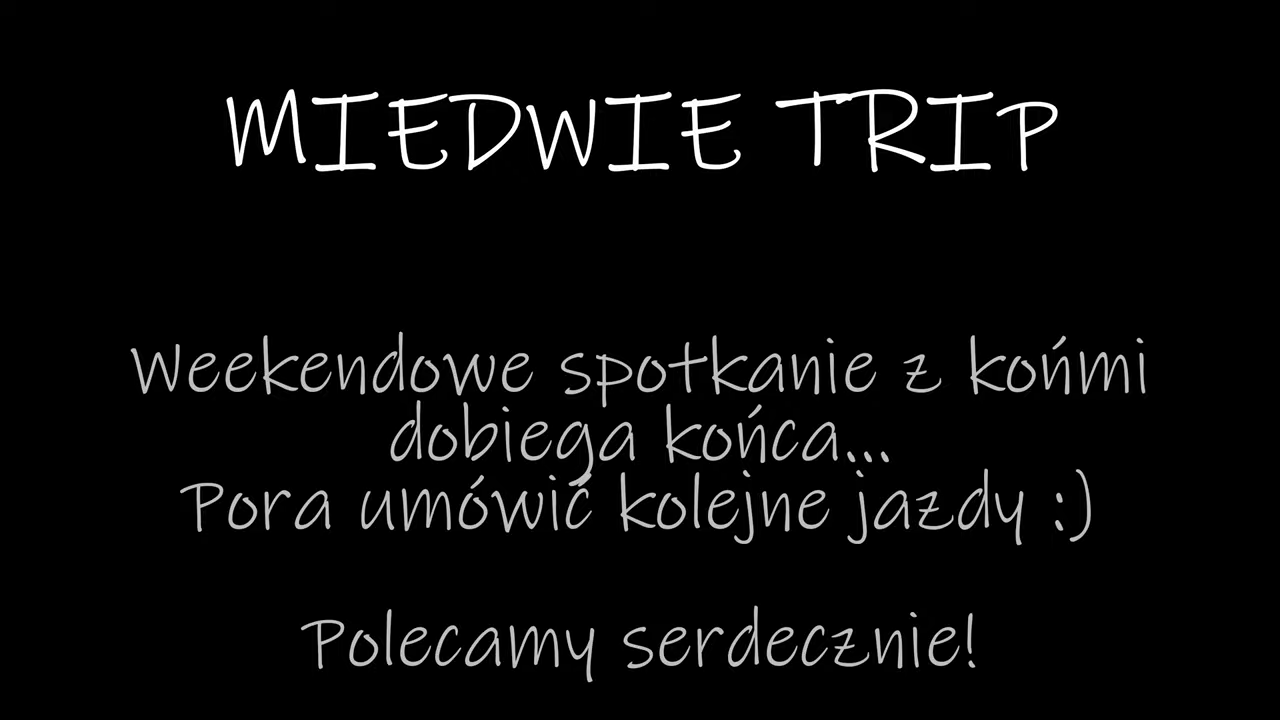 MIEDWIE TRIP
Weekendowe spotkanie z końmi
dobiega końca...
Pora umówić kolejne jazdy :)
Polecamy serdecznie!